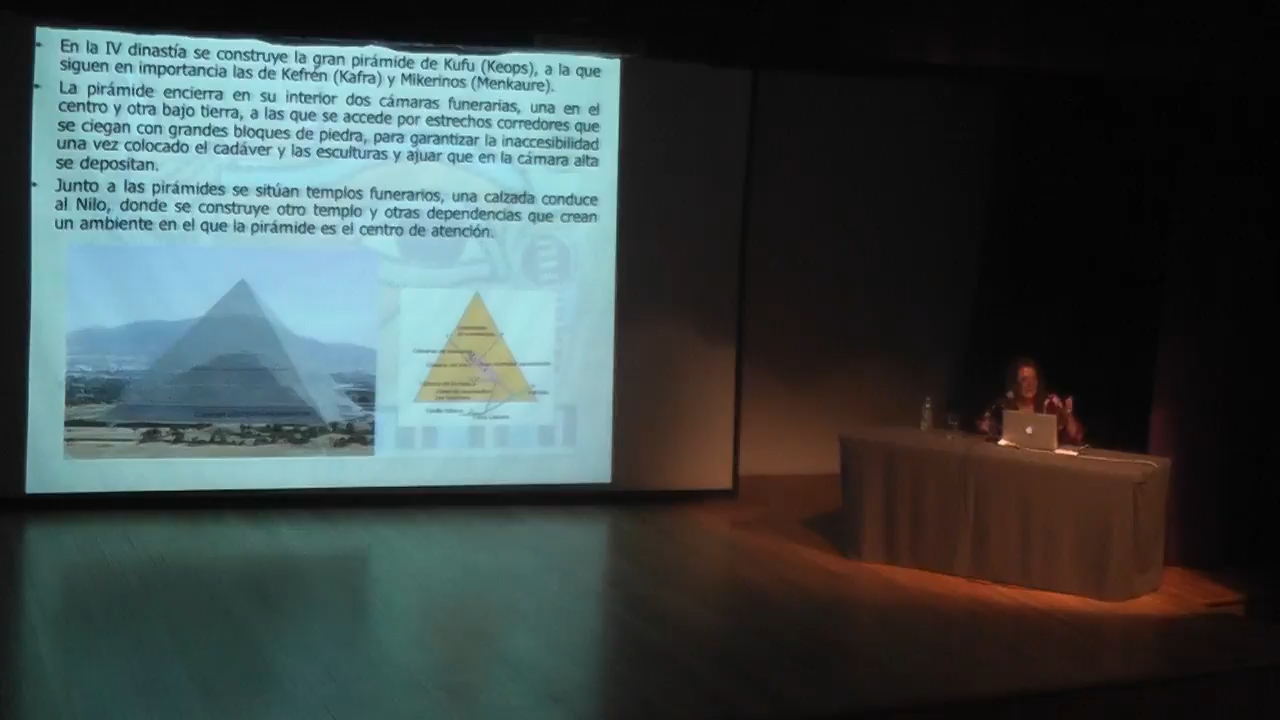 • En la IV dinastía se construye la gran pirámide de Kufu (Keops), a la que
siguen en importancia las de Kefrén (Kafra) y Mikerinos (Menkaure).
• La pirámide encierra en su interior dos cámaras funerarias, una en el
centro y otra bajo tierra, a las que se accede por estrechos corredores que
se ciegan con grandes bloques de piedra, para garantizar la inaccesibilidad
una vez colocado el cadáver y las esculturas y ajuar que en la cámara alta
se depositan.
• Junto a las pirámides se sitúan templos funerarios, una calzada conduce
al Nilo, donde se construye otro templo y otras dependencias que crean
un ambiente en el que la pirámide es el centro de atención.